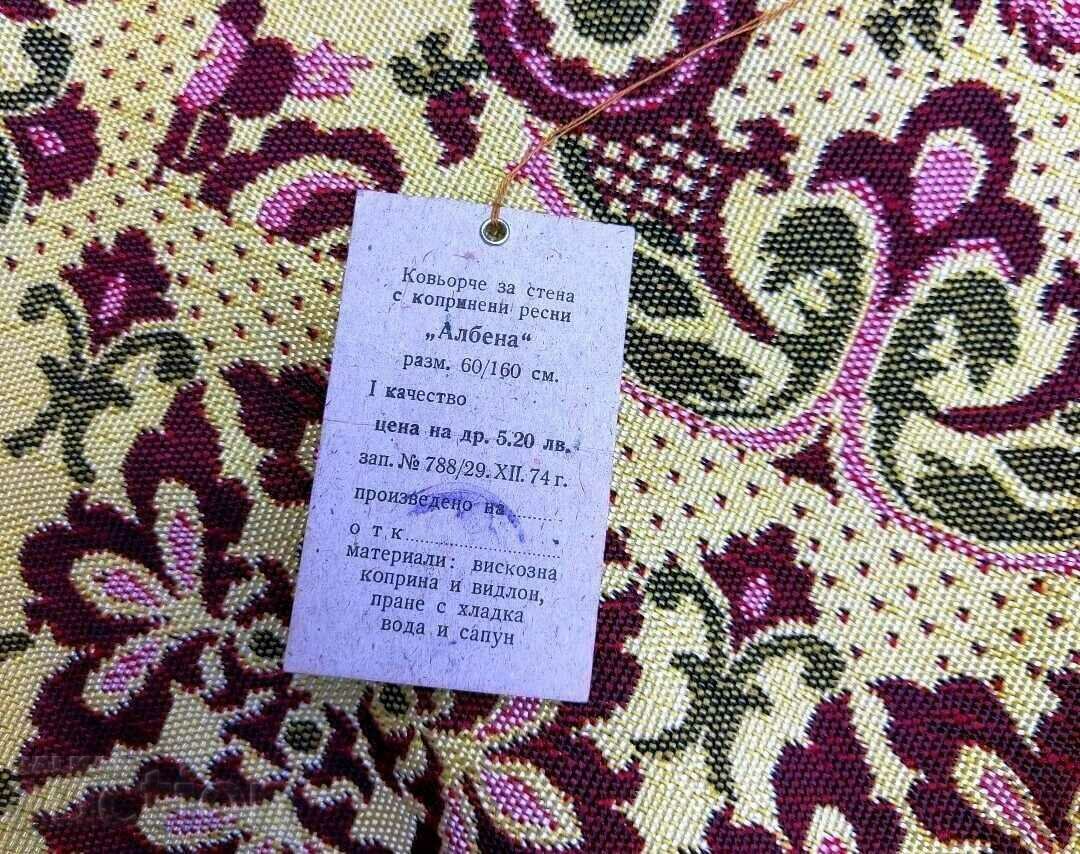 Ковьорче за стена
с копринени ресни
„Албена“
разм. 60/160 см.
I качество
цена на др. 5.20 лв.
зап. № 788/29. XII. 74 г.
произведено на ........
о т к......................
материали: вискозна
коприна и видлон,
пране с хладка
вода и сапун